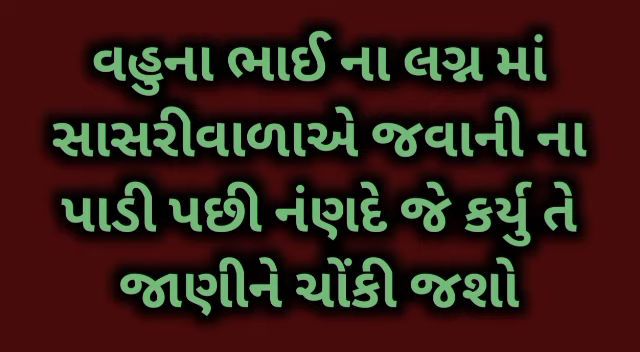 વહુના ભાઈ ના લગ્ન માં
સાસરીવાળાએ જવાની ના
પાડી પછી નંણદે જે કર્યુ તે
જાણીને ચોંકી જશો